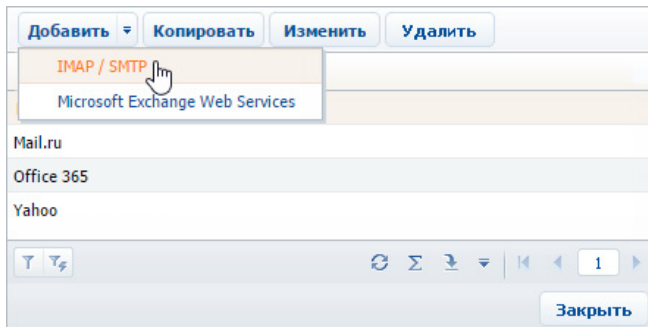 Добавить Копировать Изменить Удалить
IMAP / SMTP
Microsoft Exchange Web Services
Mail.ru
Office 365
Yahoo
Σ 1
Закрыть